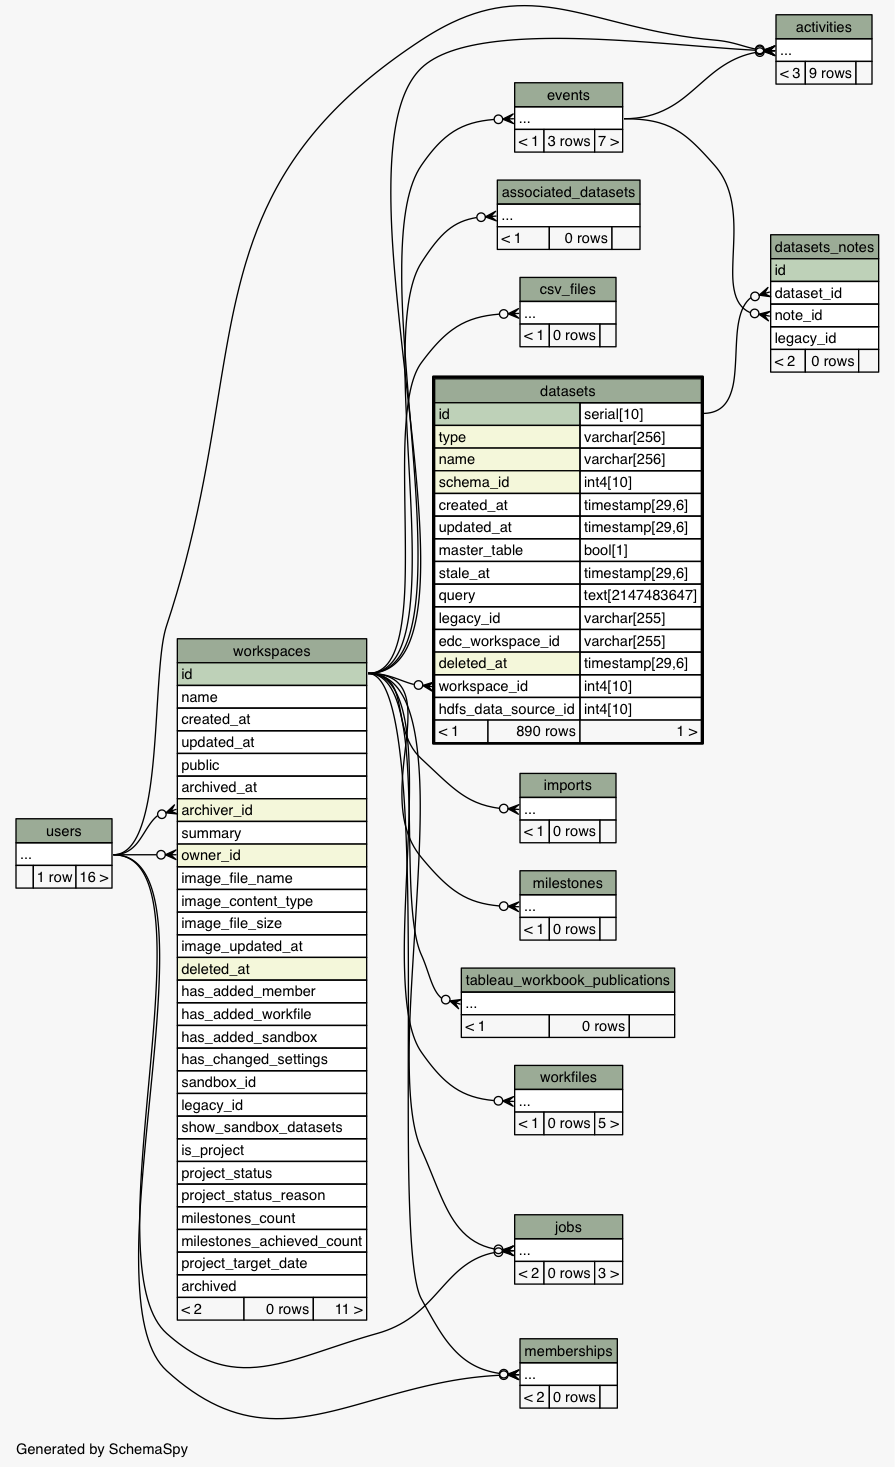 activities
...
< 3 9 rows
events
...
< 1 3 rows 7 >
associated_datasets
...
< 1 0 rows
datasets_notes
id
dataset_id
note_id
legacy_id
< 2 0 rows
csv_files
...
< 1 0 rows
datasets
id serial[10]
type varchar[256]
name varchar[256]
schema_id int4[10]
created_at timestamp[29,6]
updated_at timestamp[29,6]
master_table bool[1]
stale_at timestamp[29,6]
query text[2147483647]
legacy_id varchar[255]
edc_workspace_id varchar[255]
deleted_at timestamp[29,6]
workspace_id int4[10]
hdfs_data_source_id int4[10]
< 1 890 rows 1 >
workspaces
id
name
created_at
updated_at
public
archived_at
archiver_id
summary
owner_id
image_file_name
image_content_type
image_file_size
image_updated_at
deleted_at
has_added_member
has_added_workfile
has_added_sandbox
has_changed_settings
sandbox_id
legacy_id
show_sandbox_datasets
is_project
project_status
project_status_reason
milestones_count
milestones_achieved_count
project_target_date
archived
< 2 0 rows 11 >
users
...
1 row 16 >
imports
...
< 1 0 rows
milestones
...
< 1 0 rows
tableau_workbook_publications
...
< 1 0 rows
workfiles
...
< 1 0 rows 5 >
jobs
...
< 2 0 rows 3 >
memberships
...
< 2 0 rows
Generated by SchemaSpy